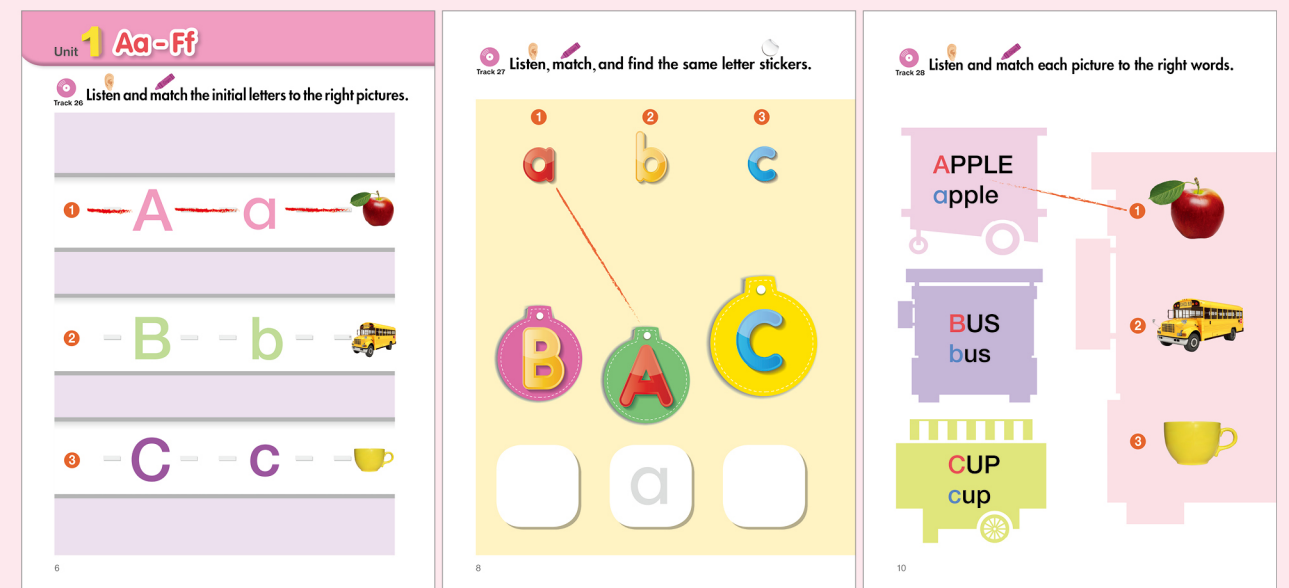 Unit 1 Aa-Ff
Track 26 Listen and match the initial letters to the right pictures.
1 A a
2 B b
3 C c
6
Track 27 Listen, match, and find the same letter stickers.
1 2 3
a b c
B A C
a
8
Track 28 Listen and match each picture to the right words.
APPLE
apple
1
BUS
bus
2
CUP
cup
3
10